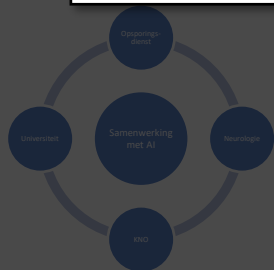 Opsporings-
dienst
Universiteit
Samenwerking
met AI
Neurologie
KNO